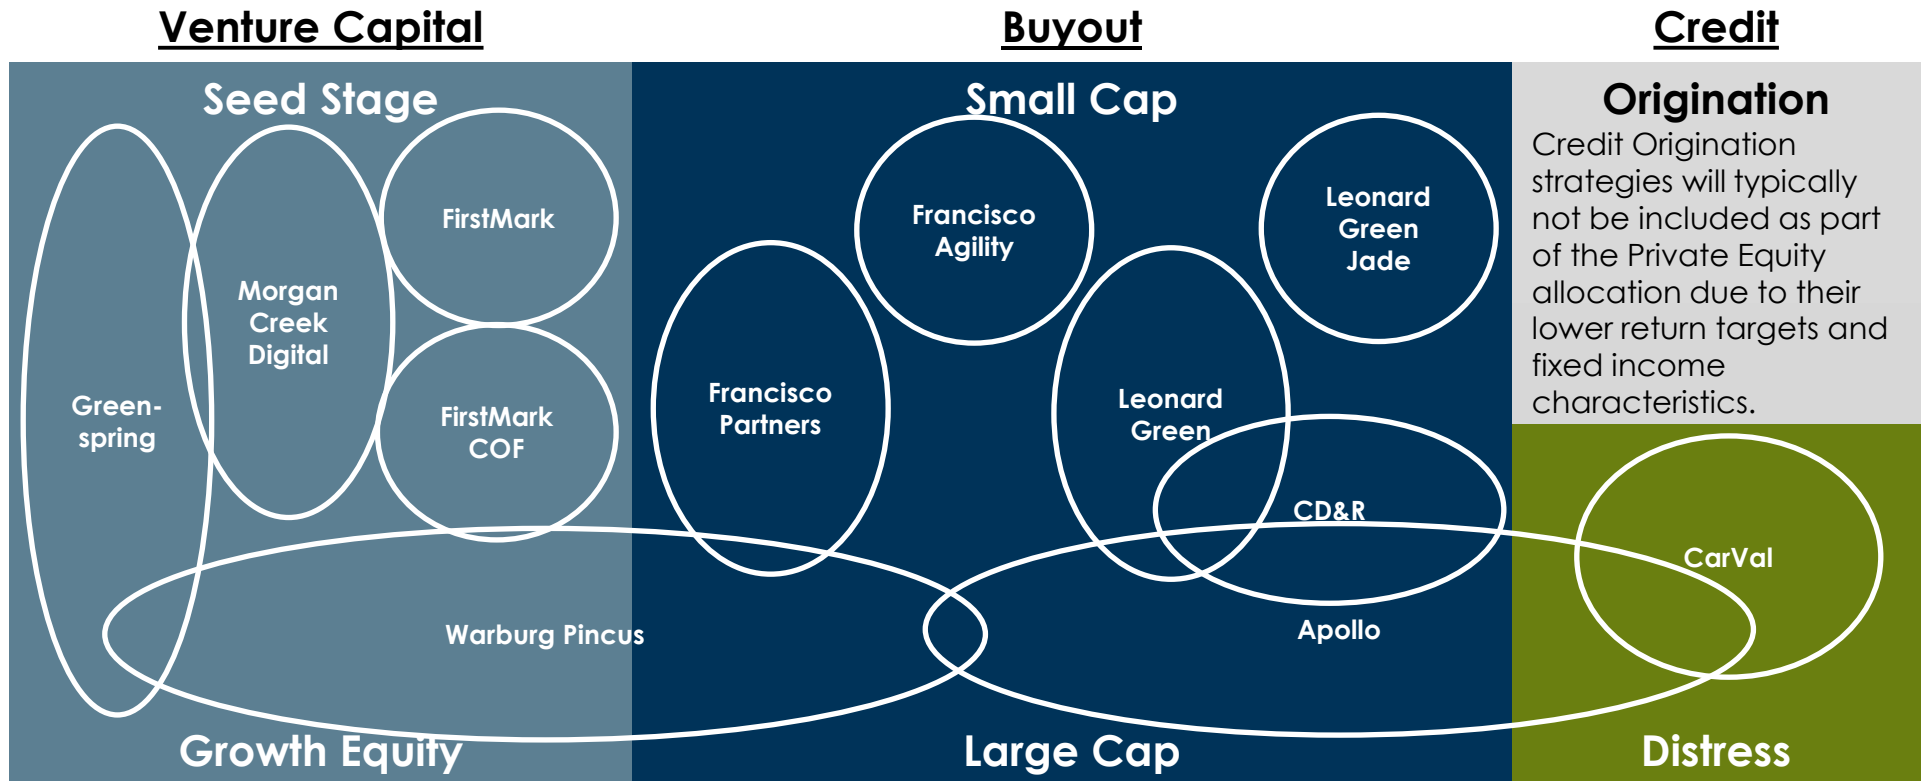 Venture Capital
Buyout
Credit
Seed Stage
Small Cap
Origination
Credit Origination
strategies will typically
not be included as part
of the Private Equity
allocation due to their
lower return targets and
fixed income
characteristics.
FirstMark
Francisco
Agility
Leonard
Green
Jade
Morgan
Creek
Digital
Green-
spring
FirstMark
COF
Francisco
Partners
Leonard
Green
CD&R
CarVal
Warburg Pincus
Apollo
Growth Equity
Large Cap
Distress